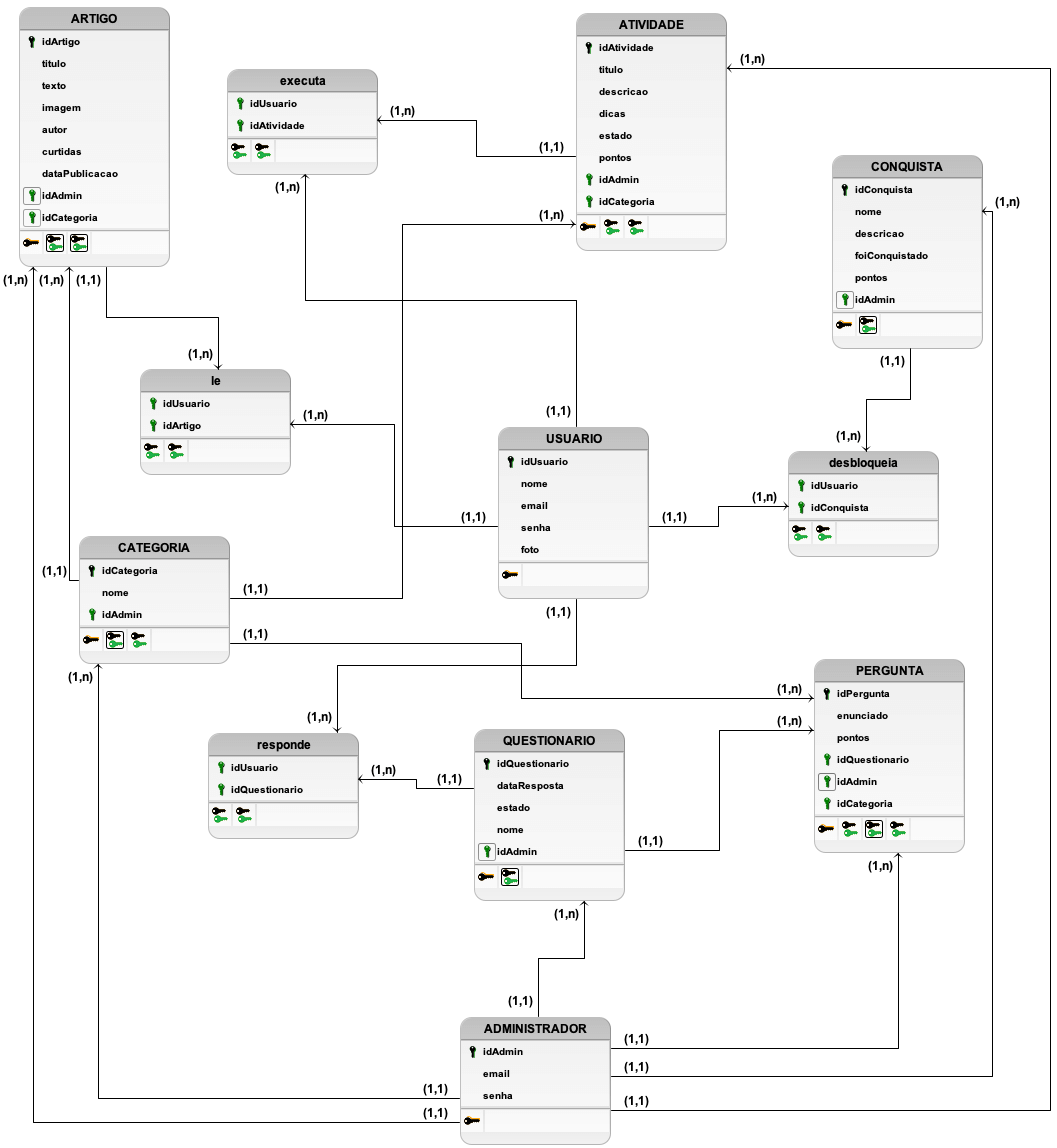 ARTIGO
idArtigo
titulo
texto
imagem
autor
curtidas
dataPublicacao
idAdmin
idCategoria
(1,n)
(1,n)
(1,1)
executa
idUsuario
idAtividade
(1,n)
(1,1)
(1,n)
ATIVIDADE
idAtividade
titulo
descricao
dicas
estado
pontos
idAdmin
idCategoria
(1,n)
(1,n)
CONQUISTA
idConquista
nome
descricao
foiConquistado
pontos
idAdmin
(1,n)
(1,1)
(1,n)
le
idUsuario
idArtigo
(1,n)
(1,1)
USUARIO
idUsuario
nome
email
senha
foto
(1,1)
(1,1)
(1,n)
(1,1)
(1,n)
desbloqueia
idUsuario
idConquista
CATEGORIA
idCategoria
nome
idAdmin
(1,1)
(1,1)
(1,1)
(1,n)
(1,n)
(1,n)
PERGUNTA
idPergunta
enunciado
pontos
idQuestionario
idAdmin
idCategoria
(1,n)
(1,n)
responde
idUsuario
idQuestionario
(1,n)
(1,1)
QUESTIONARIO
idQuestionario
dataResposta
estado
nome
idAdmin
(1,1)
(1,n)
(1,1)
ADMINISTRADOR
idAdmin
email
senha
(1,1)
(1,1)
(1,1)
(1,1)
(1,1)